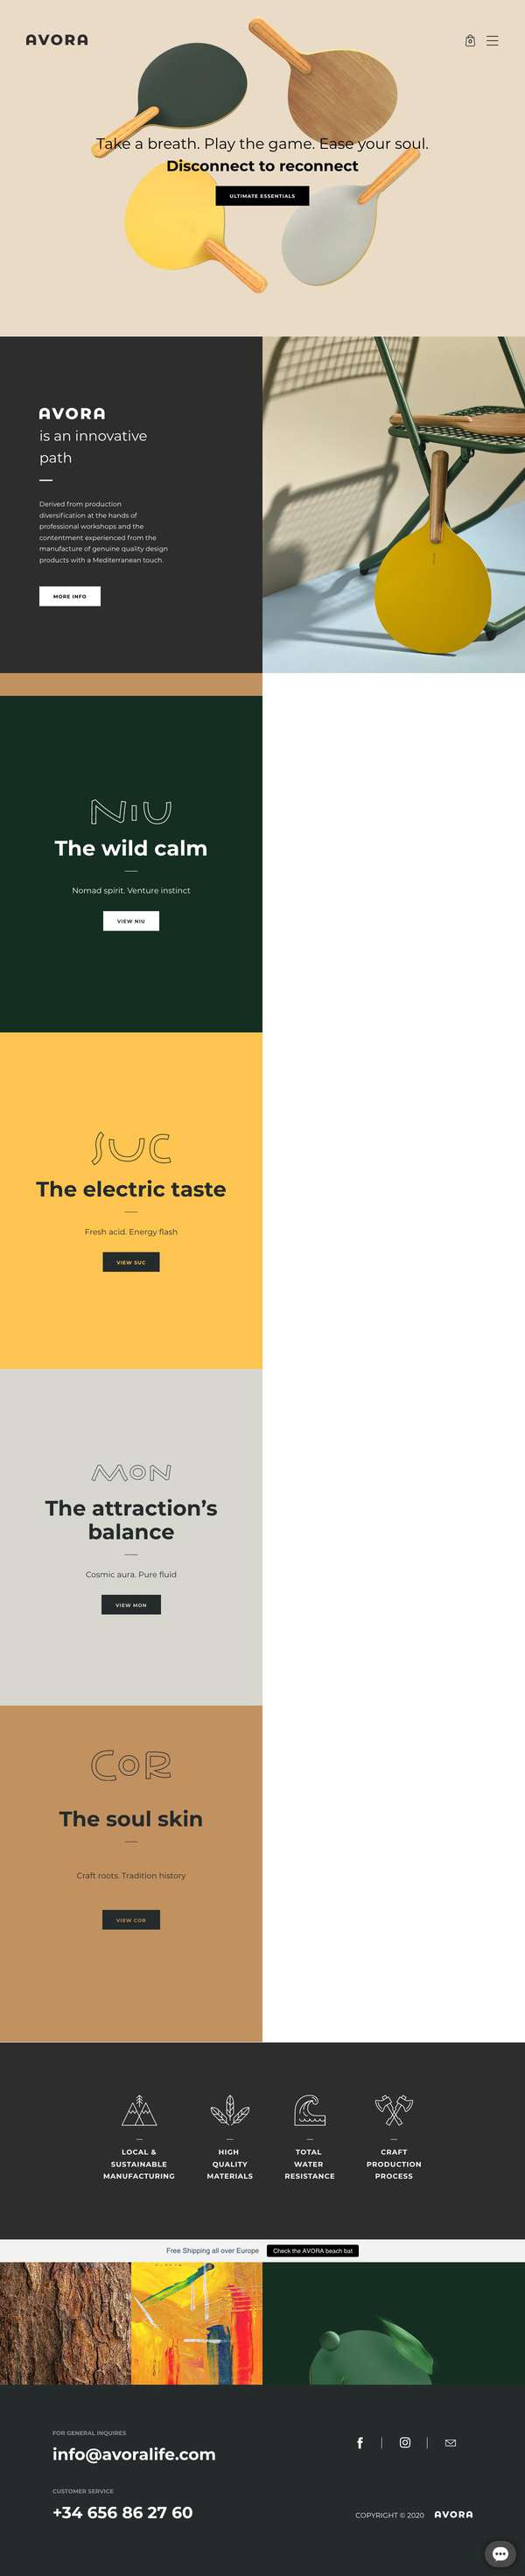 AVORA
0
Take a breath. Play the game. Ease your soul.
Disconnect to reconnect
ULTIMATE ESSENTIALS
AVORA
is an innovative
path
Derived from production
diversification at the hands of
professional workshops and the
contentment experienced from the
manufacture of genuine quality design
products with a Mediterranean touch.
MORE INFO
NIU
The wild calm
Nomad spirit. Venture instinct
VIEW NIU
SUC
The electric taste
Fresh acid. Energy flash
VIEW SUC
MON
The attraction's
balance
Cosmic aura. Pure fluid
VIEW MON
COR
The soul skin
Craft roots. Tradition history
VIEW COR
LOCAL &
SUSTAINABLE
MANUFACTURING
HIGH
QUALITY
MATERIALS
TOTAL
WATER
RESISTANCE
CRAFT
PRODUCTION
PROCESS
Free Shipping all over Europe
Check the AVORA beach bat
FOR GENERAL INQUIRES
info@avoralife.com
CUSTOMER SERVICE
+34 656 86 27 60
COPYRIGHT © 2020 AVORA